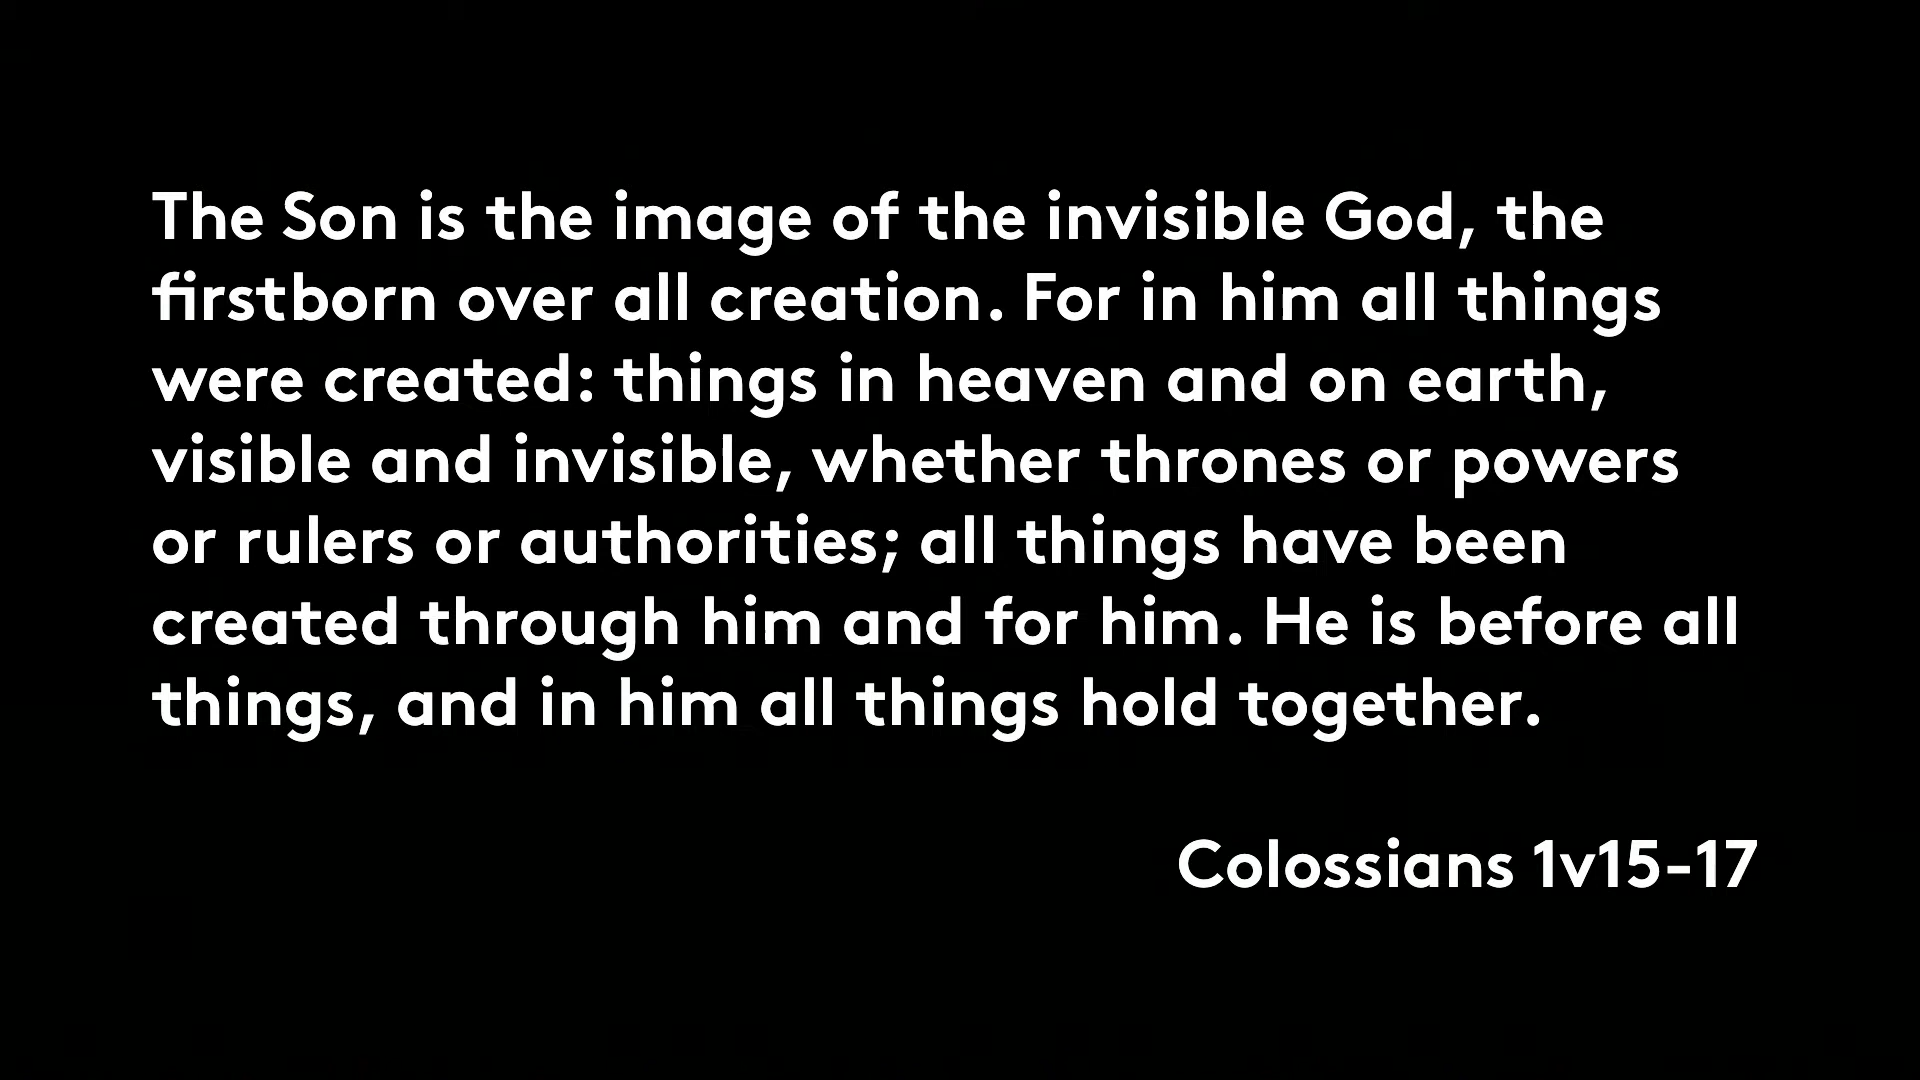 The Son is the image of the invisible God, the
firstborn over all creation. For in him all things
were created: things in heaven and on earth,
visible and invisible, whether thrones or powers
or rulers or authorities; all things have been
created through him and for him. He is before all
things, and in him all things hold together.
Colossians 1v15-17